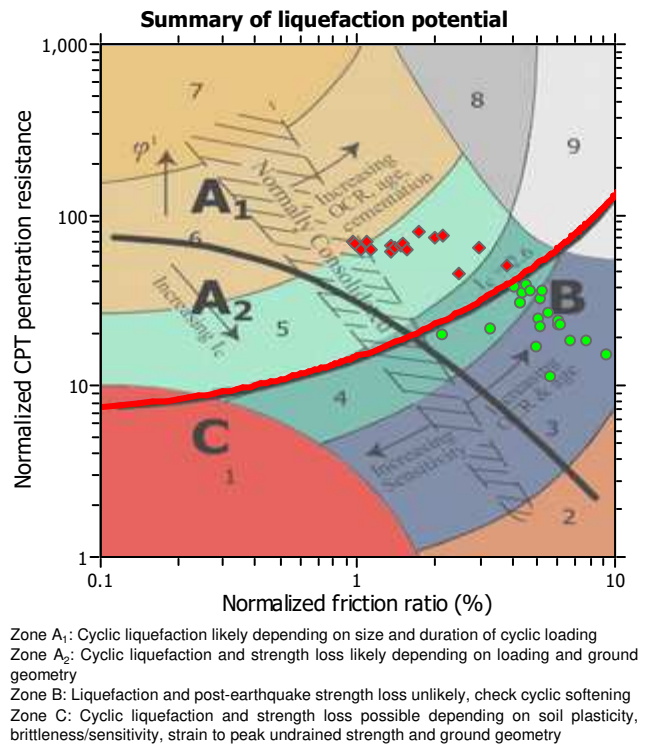 Summary of liquefaction potential
1,000
7
8
9
φ'
Increasing
OCR, age,
cementation
A1
Normally Consolidated
100
6
A2
B
Increasing Ic
5
10
4
Increasing
OCR & age
3
C
Increasing
Sensitivity
1
2
1
0.1
1
10
Normalized CPT penetration resistance
Normalized friction ratio (%)
Zone A1: Cyclic liquefaction likely depending on size and duration of cyclic loading
Zone A2: Cyclic liquefaction and strength loss likely depending on loading and ground
geometry
Zone B: Liquefaction and post-earthquake strength loss unlikely, check cyclic softening
Zone C: Cyclic liquefaction and strength loss possible depending on soil plasticity,
brittleness/sensitivity, strain to peak undrained strength and ground geometry